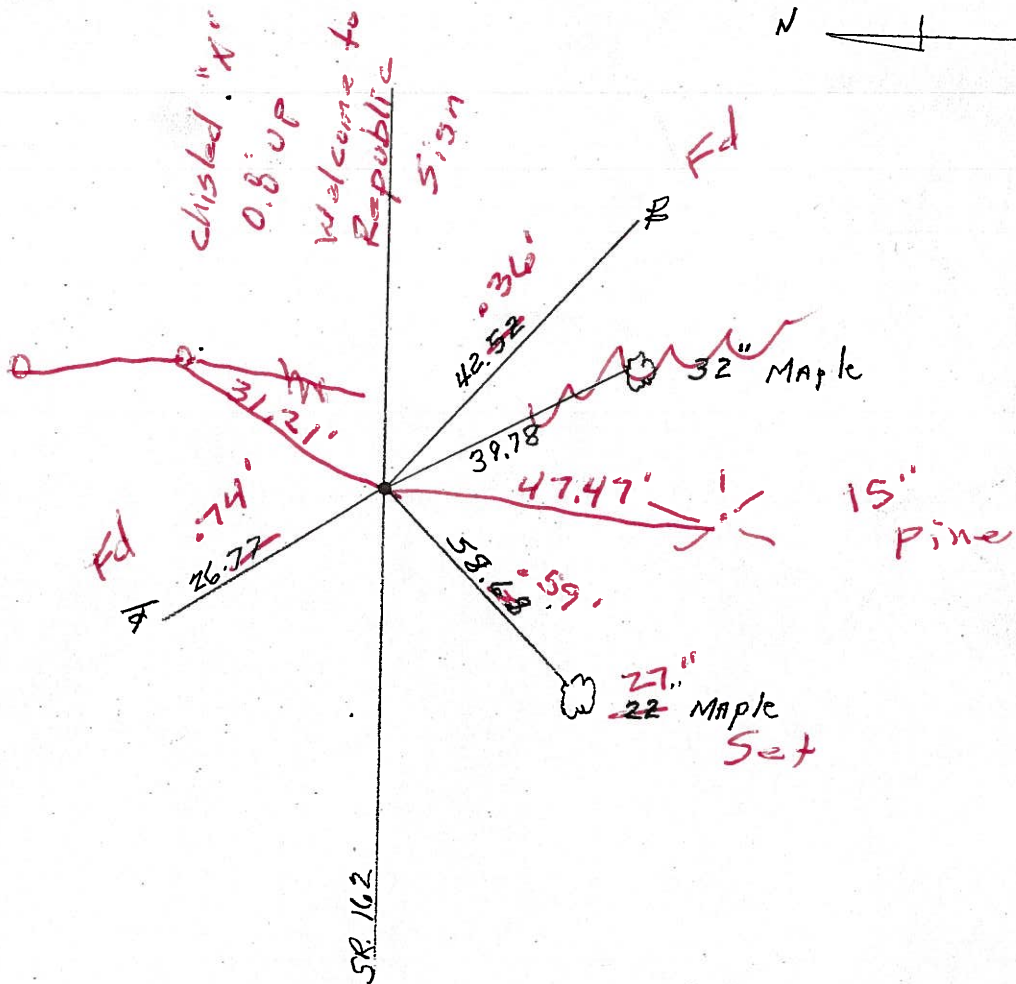 N
chisled "X"
0.8' up
Welcome to
Republic
Sign
Fd
.36'
42.52
32" Maple
39.78
31.21'
47.47'
15"
pine
.74'
Fd
26.77
58.68
.59
27"
22 Maple
Set
SR. 162